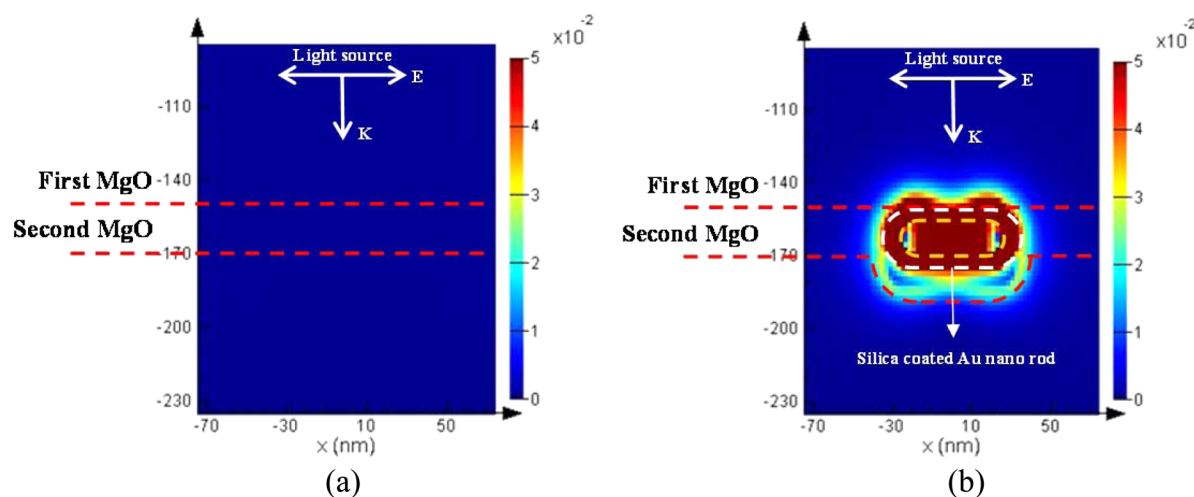 ×10⁻²
Light source
E
K
First MgO
Second MgO
-110
-140
-170
-200
-230
-70
-30
10
50
x (nm)
5
4
3
2
1
0
(a)
×10⁻²
Light source
E
K
First MgO
Second MgO
Silica coated Au nano rod
-110
-140
-170
-200
-230
-70
-30
10
50
x (nm)
5
4
3
2
1
0
(b)